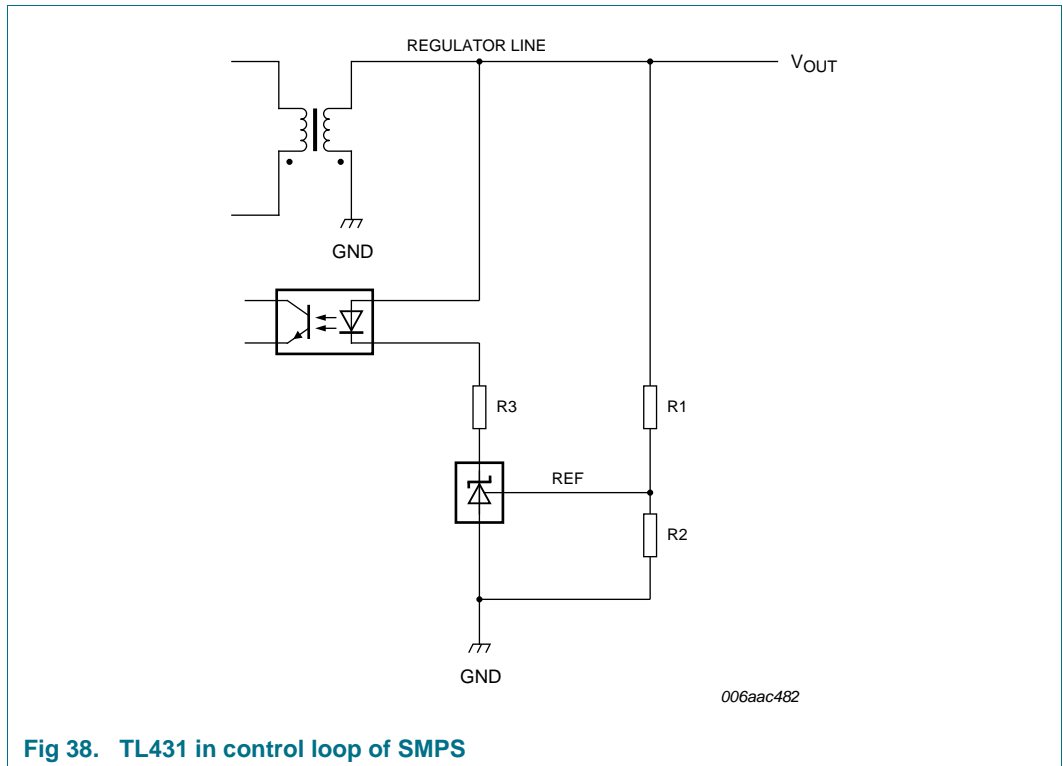 REGULATOR LINE
VOUT
GND
R3
R1
REF
R2
GND
006aac482
Fig 38. TL431 in control loop of SMPS